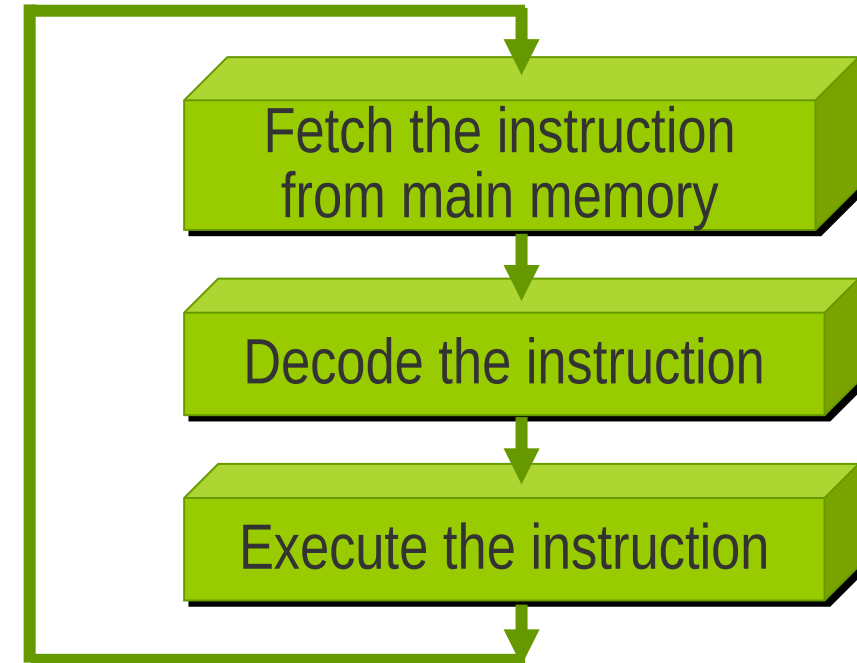 Fetch the instruction
from main memory
Decode the instruction
Execute the instruction